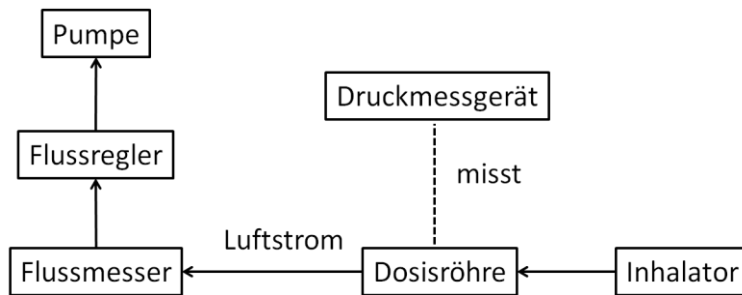 Pumpe
Druckmessgerät
Flussregler
misst
Luftstrom
Flussmesser
Dosisröhre
Inhalator